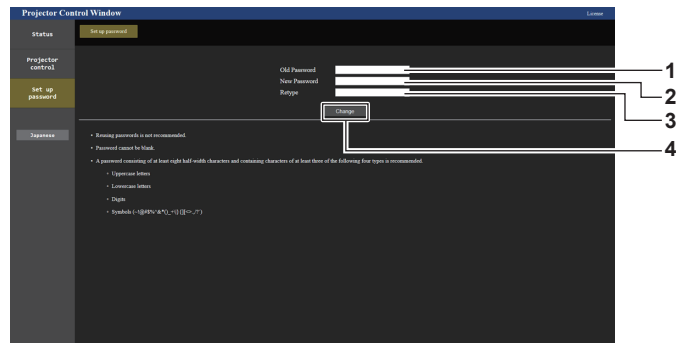 Projector Control Window
License
Status
Set up password
Projector
control
Set up
password
Japanese
Old Password
New Password
Retype
Change
1
2
3
4
• Reusing passwords is not recommended.
• Password cannot be blank.
• A password consisting of at least eight half-width characters and containing characters of at least three of the following four types is recommended.
◦ Uppercase letters
◦ Lowercase letters
◦ Digits